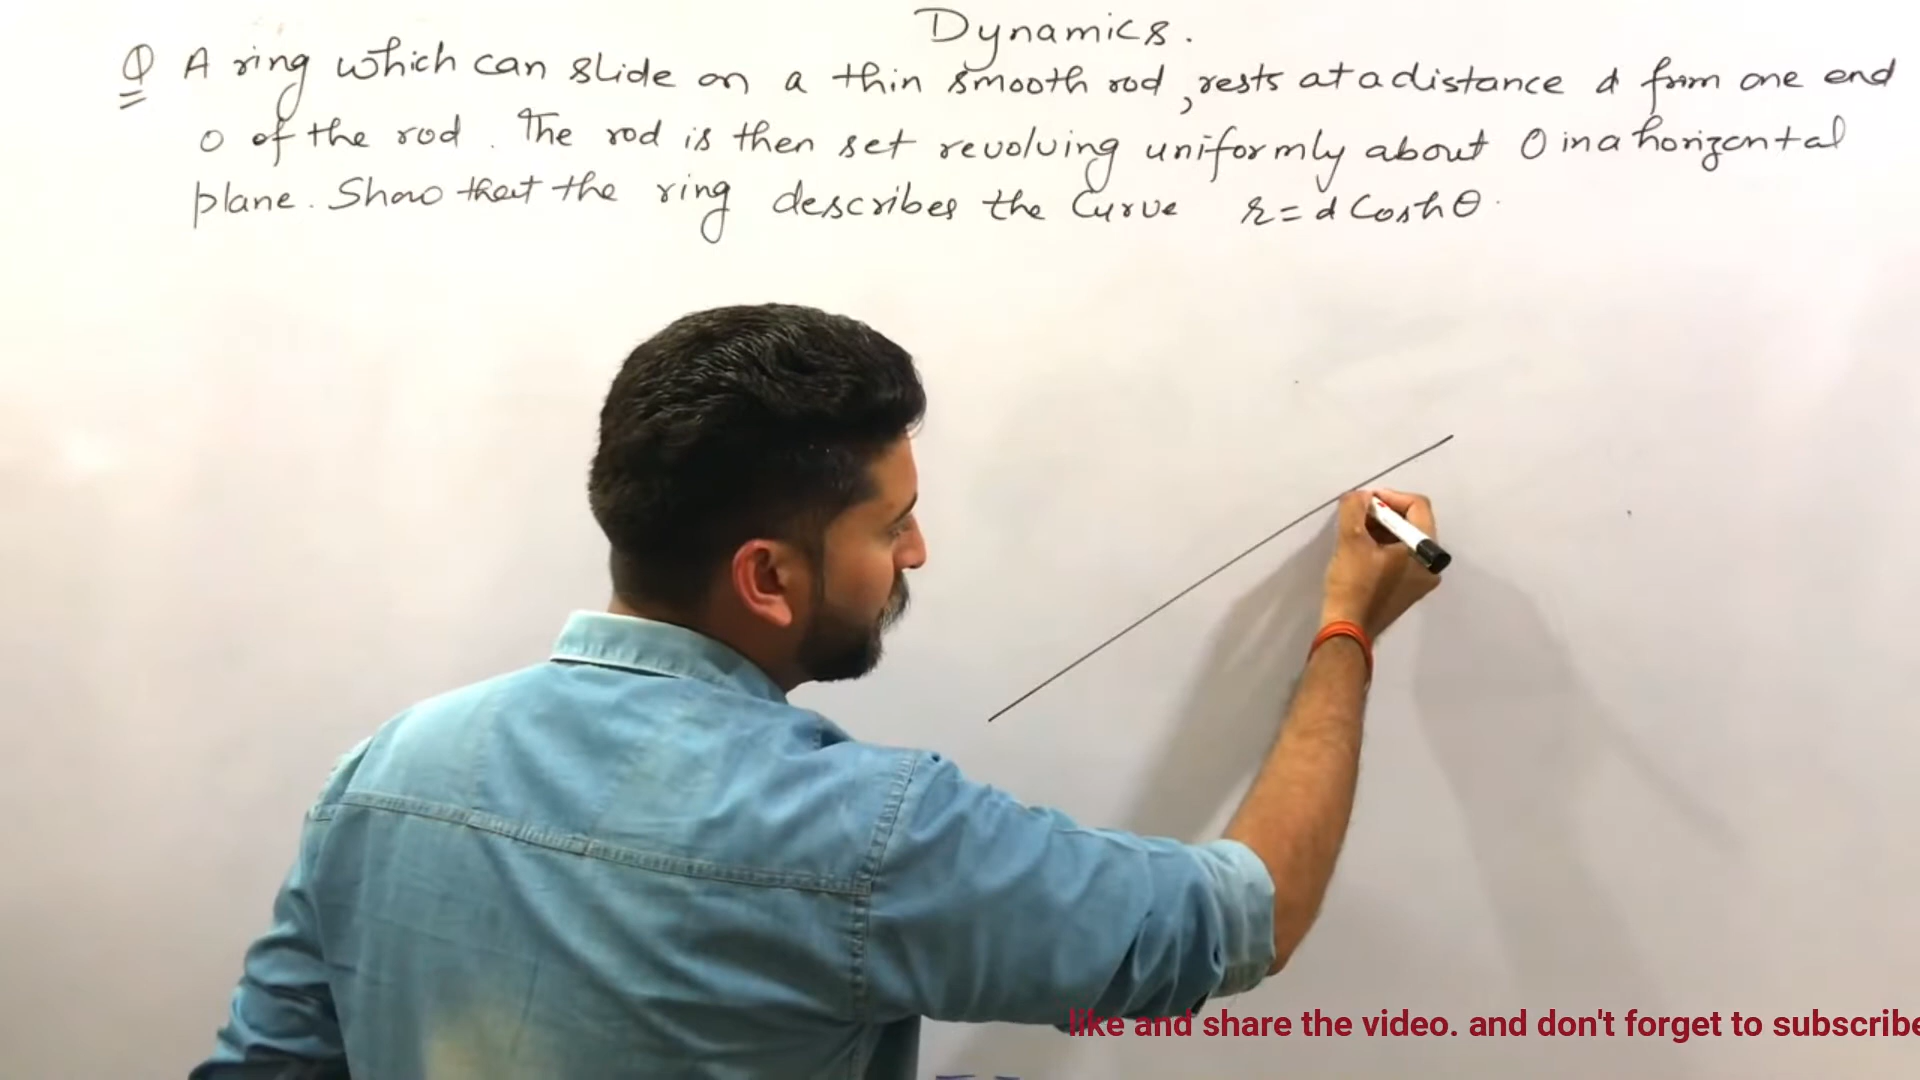 Dynamics.
Q A ring which can slide on a thin smooth rod, rests at a distance d from one end
O of the rod. The rod is then set revolving uniformly about O in a horizontal
plane. Show that the ring describes the curve r = d Cosh θ.
like and share the video. and don't forget to subscribe